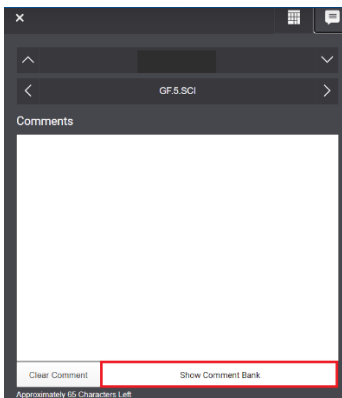 GF.5.SCI
Comments
Clear Comment Show Comment Bank
Approximately 65 Characters Left